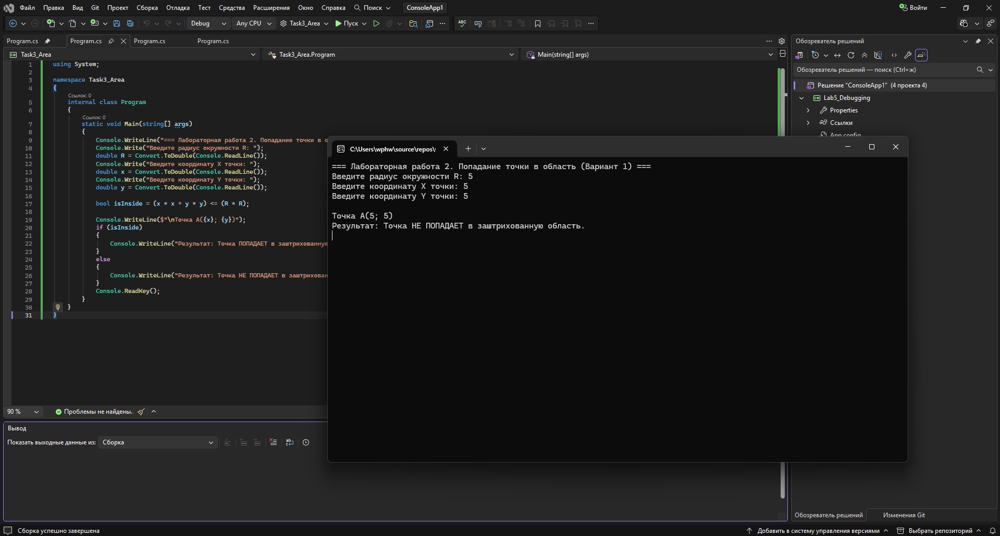 Файл Правка Вид Git Проект Сборка Отладка Тест Средства Расширения Окно Справка Поиск ConsoleApp1 Войти
Debug Any CPU Task3_Area Пуск
Program.cs Program.cs Program.cs Program.cs
Task3_Area Task3_Area.Program Main(string[] args)
1 using System;
2
3 namespace Task3_Area
4 {
Ссылок: 0
5 internal class Program
6 {
Ссылок: 0
7 static void Main(string[] args)
8 {
9 Console.WriteLine("=== Лабораторная работа 2. Попадание точки в о
10 Console.Write("Введите радиус окружности R: ");
11 double R = Convert.ToDouble(Console.ReadLine());
12 Console.Write("Введите координату X точки: ");
13 double x = Convert.ToDouble(Console.ReadLine());
14 Console.Write("Введите координату Y точки: ");
15 double y = Convert.ToDouble(Console.ReadLine());
16
17 bool isInside = (x * x + y * y) <= (R * R);
18
19 Console.WriteLine($"\nТочка A({x}; {y})");
20 if (isInside)
21 {
22 Console.WriteLine("Результат: Точка ПОПАДАЕТ в заштрихованную
23 }
24 else
25 {
26 Console.WriteLine("Результат: Точка НЕ ПОПАДАЕТ в заштрихован
27 }
28 Console.ReadKey();
29 }
30 }
31 }
90 % Проблемы не найдены.
Вывод
Показать выходные данные из: Сборка
C:\Users\wphw\source\repos\
=== Лабораторная работа 2. Попадание точки в область (Вариант 1) ===
Введите радиус окружности R: 5
Введите координату X точки: 5
Введите координату Y точки: 5
Точка A(5; 5)
Результат: Точка НЕ ПОПАДАЕТ в заштрихованную область.
Обозреватель решений
Обозреватель решений — поиск (Ctrl+ж)
Решение "ConsoleApp1" (4 проекта 4)
Lab5_Debugging
Properties
Ссылки
App.config
Обозреватель решений Изменения Git
Сборка успешно завершена Добавить в систему управления версиями Выбрать репозиторий